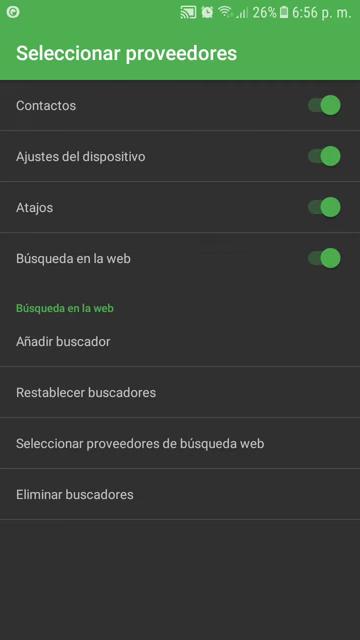 26% 6:56 p. m.
Seleccionar proveedores
Contactos
Ajustes del dispositivo
Atajos
Búsqueda en la web
Búsqueda en la web
Añadir buscador
Restablecer buscadores
Seleccionar proveedores de búsqueda web
Eliminar buscadores